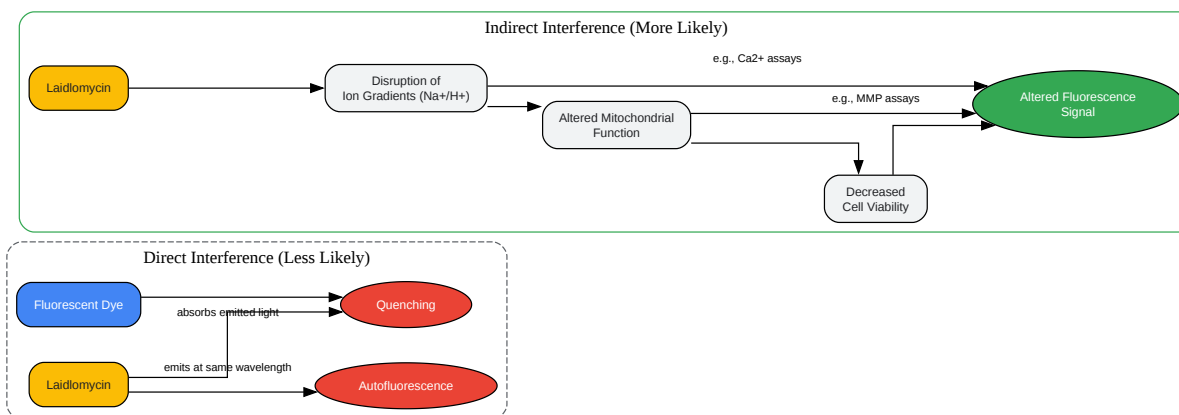 Indirect Interference (More Likely)
e.g., Ca2+ assays
Laidlomycin
Disruption of
Ion Gradients (Na+/H+)
Altered Fluorescence
Signal
e.g., MMP assays
Altered Mitochondrial
Function
Decreased
Cell Viability
Direct Interference (Less Likely)
Fluorescent Dye
Quenching
absorbs emitted light
emits at same wavelength
Laidlomycin
Autofluorescence